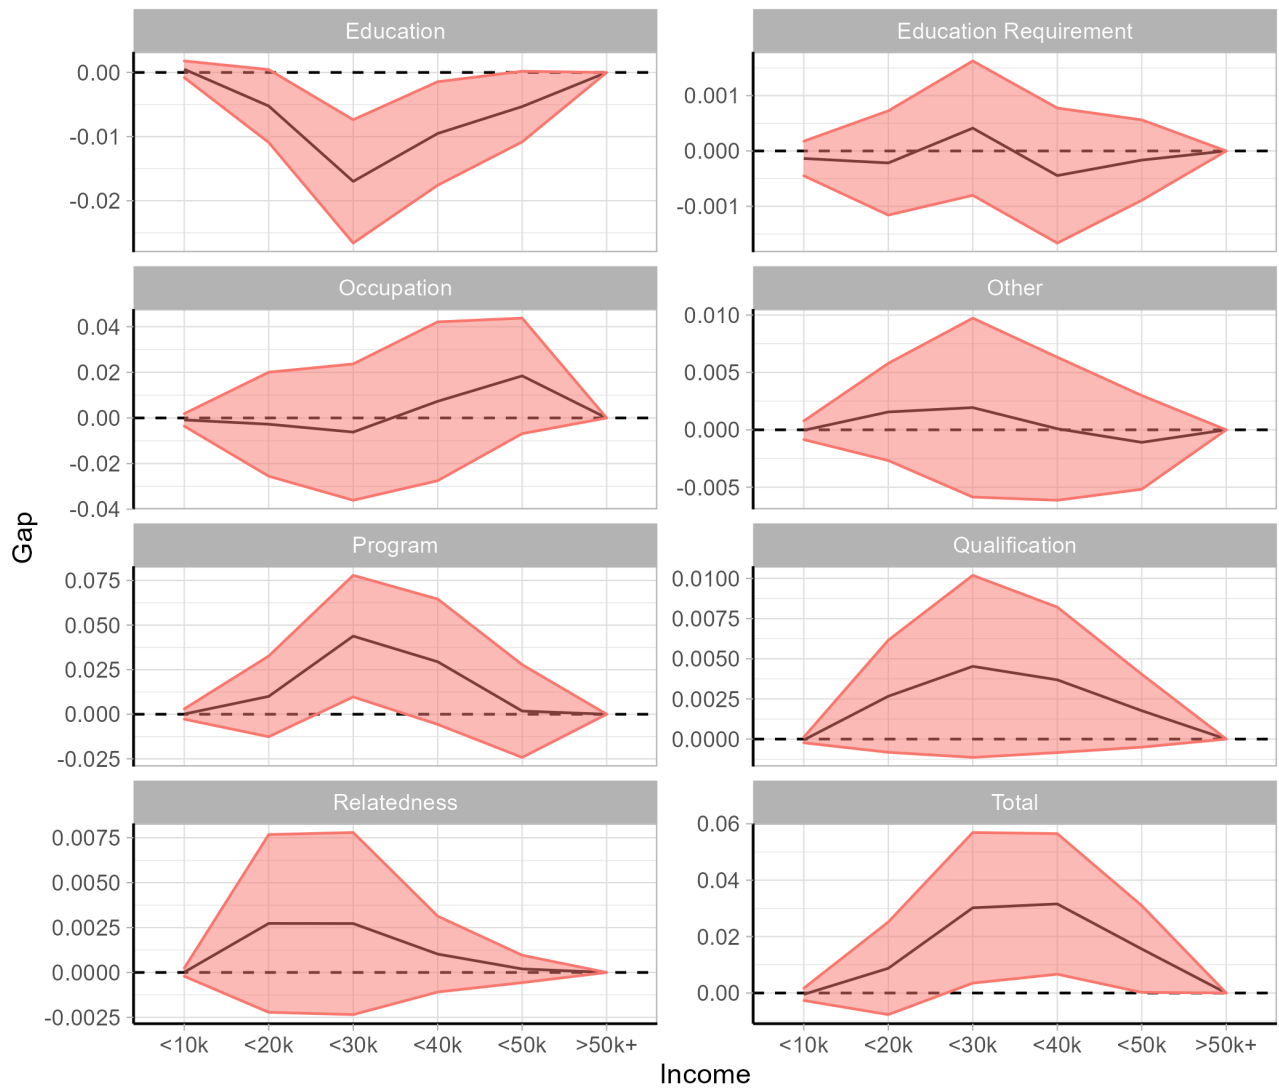 Education
Education Requirement
0.00
-0.01
-0.02
0.001
0.000
-0.001
Occupation
Other
0.04
0.02
0.00
-0.02
-0.04
0.010
0.005
0.000
-0.005
Gap
Program
Qualification
0.075
0.050
0.025
0.000
-0.025
0.0100
0.0075
0.0050
0.0025
0.0000
Relatedness
Total
0.0075
0.0050
0.0025
0.0000
-0.0025
0.06
0.04
0.02
0.00
<10k <20k <30k <40k <50k >50k+
<10k <20k <30k <40k <50k >50k+
Income